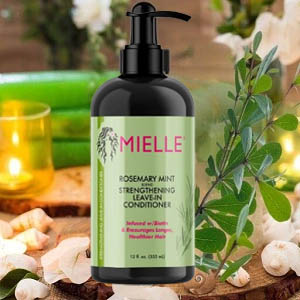 MIELLE
ROSEMARY MINT
STRENGTHENING
LEAVE-IN
CONDITIONER
Infused w/Biotin
& Encourages Longer,
Healthier Hair
12 fl. oz. (355 ml)